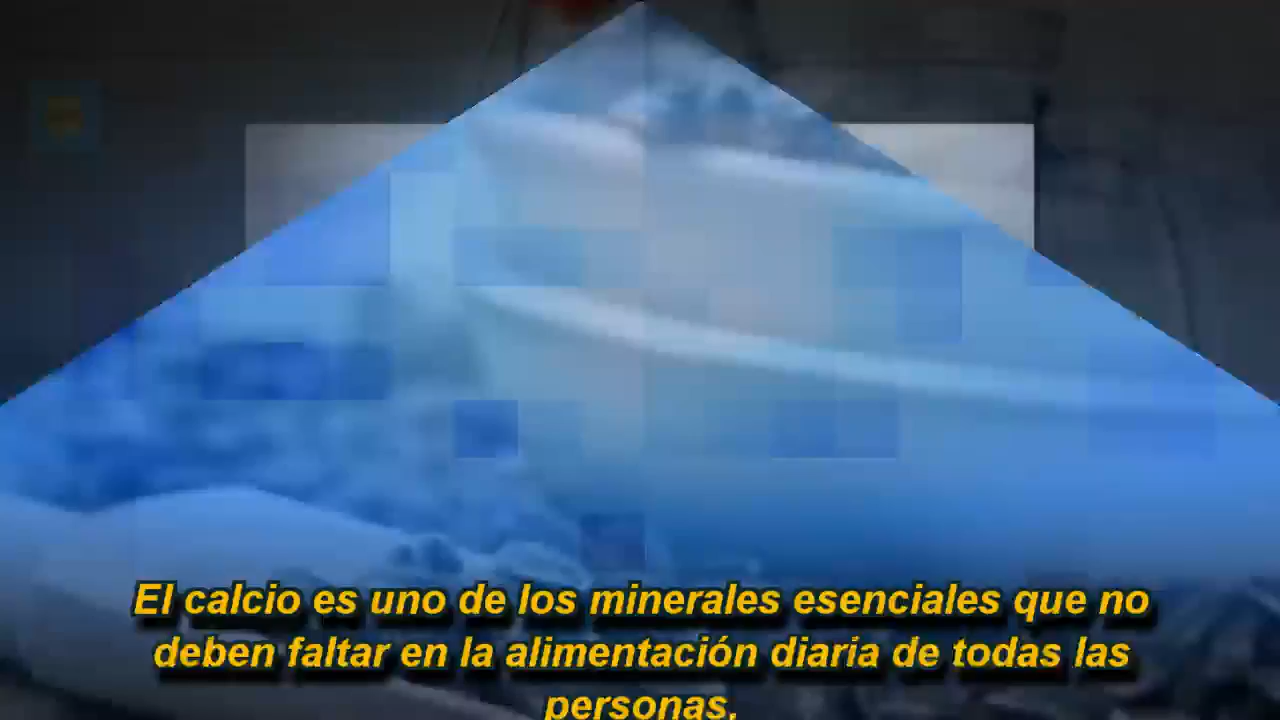 El calcio es uno de los minerales esenciales que no
deben faltar en la alimentación diaria de todas las
personas.